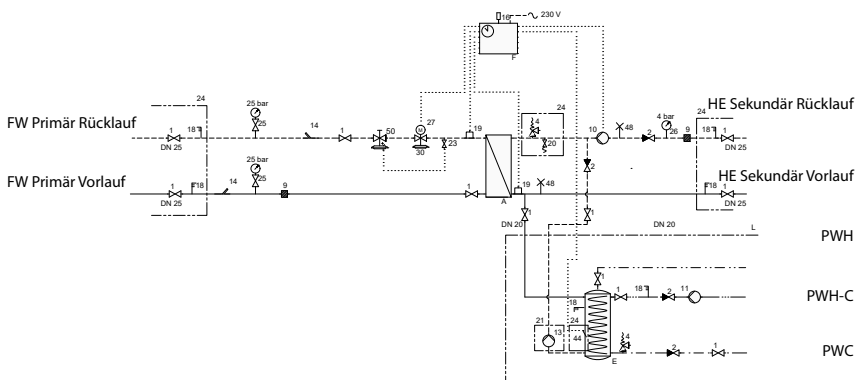 16 230 V
F
24 25 bar 27 24 4 bar 24 HE Sekundär Rücklauf
FW Primär Rücklauf 1 18 25 14 1 50 M 19 4 10 48 2 26 9 18 1
DN 25 30 23 20 DN 25
25 bar 2
FW Primär Vorlauf HE Sekundär Vorlauf
1 F18 14 25 9 1 A 19 48 1 F18 1
DN 25 DN 25
DN 20 DN 20 L
PWH
1
18 1 18 2 11 PWH-C
21 24 4
13 44 2 1 PWC
E